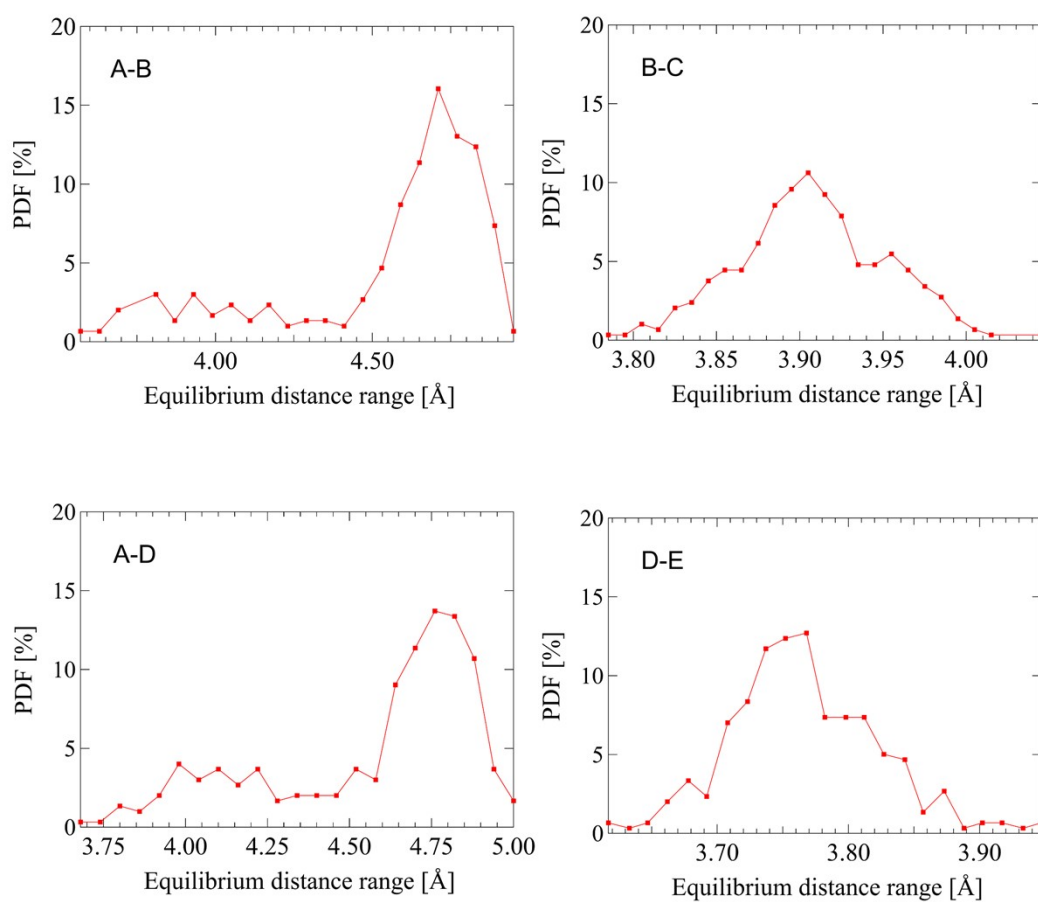 20
A-B
15
PDF [%]
10
5
0
4.00 4.50
Equilibrium distance range [Å]
20
B-C
15
PDF [%]
10
5
0
3.80 3.85 3.90 3.95 4.00
Equilibrium distance range [Å]
20
A-D
15
PDF [%]
10
5
0
3.75 4.00 4.25 4.50 4.75 5.00
Equilibrium distance range [Å]
20
D-E
15
PDF [%]
10
5
0
3.70 3.80 3.90
Equilibrium distance range [Å]